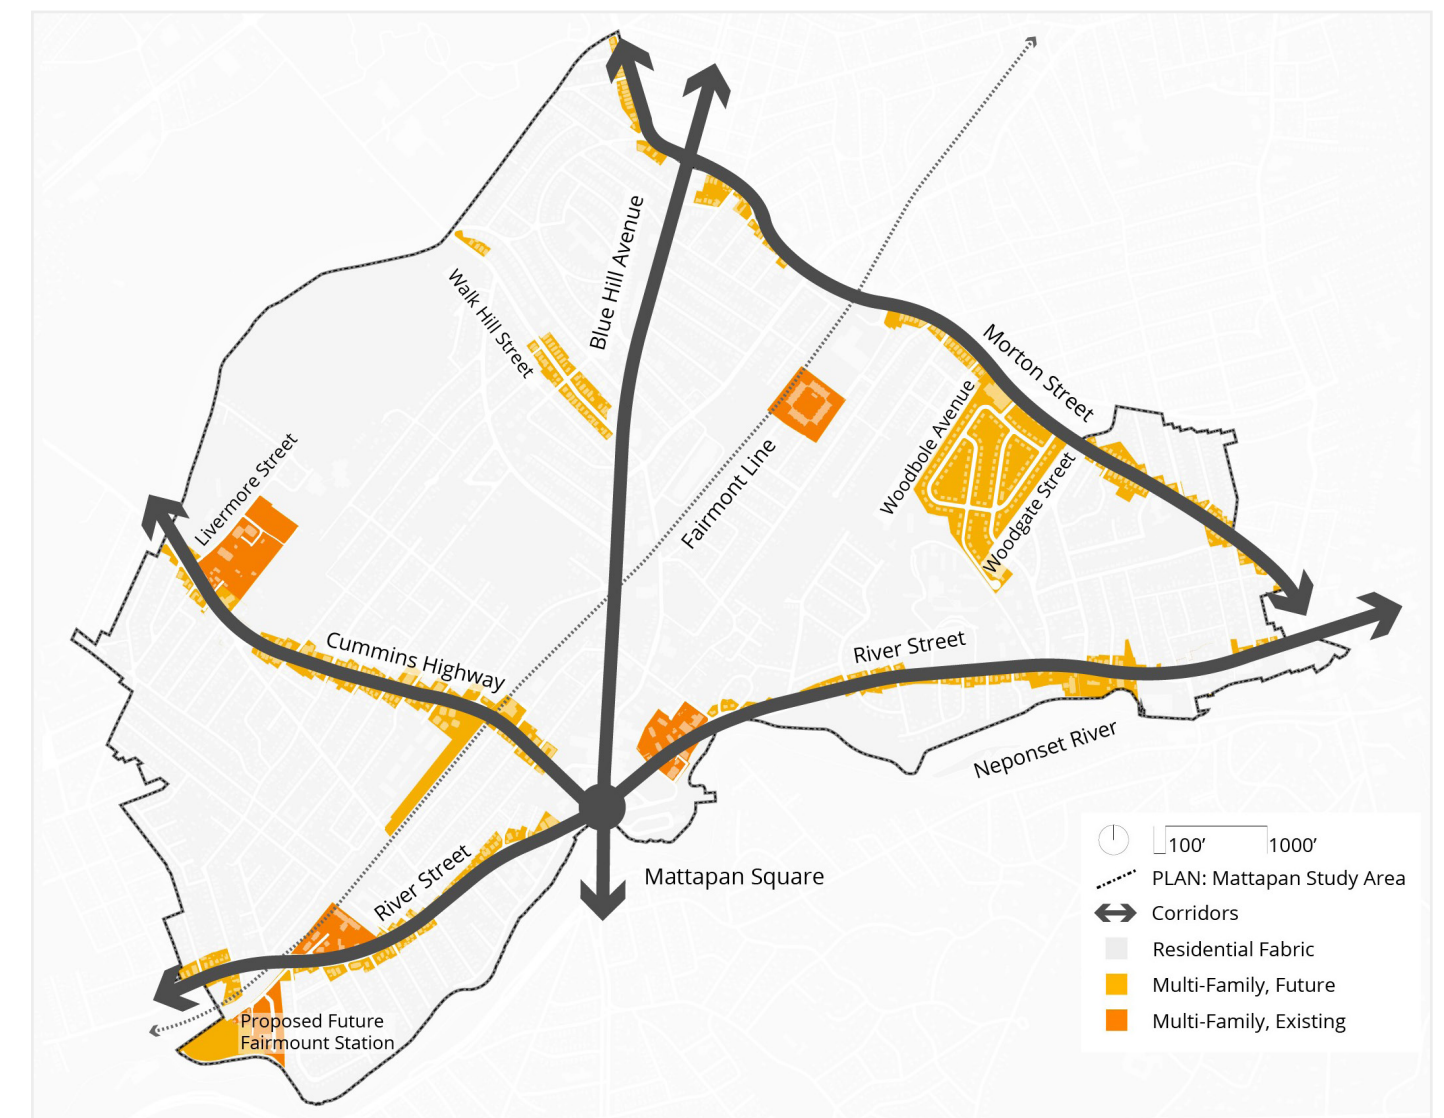 Blue Hill Avenue
Walk Hill Street
Morton Street
Woodbole Avenue
Woodgate Street
Fairmont Line
Livermore Street
Cummins Highway
River Street
Neponset River
River Street
Mattapan Square
Proposed Future
Fairmount Station
100’ 1000’
PLAN: Mattapan Study Area
Corridors
Residential Fabric
Multi-Family, Future
Multi-Family, Existing